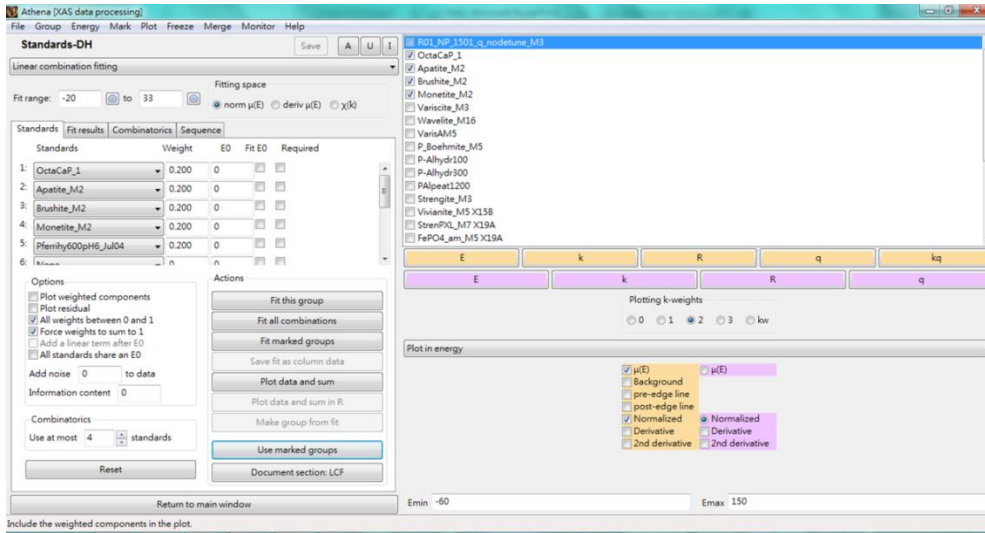 Athena [XAS data processing]
File Group Energy Mark Plot Freeze Merge Monitor Help
Standards-DH Save A U I
Linear combination fitting
Fitting space
Fit range: -20 to 33 norm μ(E) deriv μ(E) χ(k)
Standards Fit results Combinatorics Sequence
Standards Weight E0 Fit E0 Required
1: OctaCaP_1 0.200 0
2: Apatite_M2 0.200 0
3: Brushite_M2 0.200 0
4: Monetite_M2 0.200 0
5: Pferrihy600pH6_Jul04 0.200 0
6: None 0 0
Options
Plot weighted components
Plot residual
All weights between 0 and 1
Force weights to sum to 1
Add a linear term after E0
All standards share an E0
Add noise 0 to data
Information content 0
Combinatorics
Use at most 4 standards
Reset
Actions
Fit this group
Fit all combinations
Fit marked groups
Save fit as column data
Plot data and sum
Plot data and sum in R
Make group from fit
Use marked groups
Document section: LCF
Return to main window
Include the weighted components in the plot.
R01_NP_1501_q_nodetune_M3
OctaCaP_1
Apatite_M2
Brushite_M2
Monetite_M2
Variscite_M3
Wavelite_M16
VarisAM5
P_Boehmite_M5
P-Alhydr100
P-Alhydr300
PAlpeat1200
Strengite_M3
Vivianite_M5 X15B
StrenPXL_M7 X19A
FePO4_am_M5 X19A
E k R q kq
E k R q
Plotting k-weights
0 1 2 3 kw
Plot in energy
μ(E) μ(E)
Background
pre-edge line
post-edge line
Normalized Normalized
Derivative Derivative
2nd derivative 2nd derivative
Emin -60 Emax 150